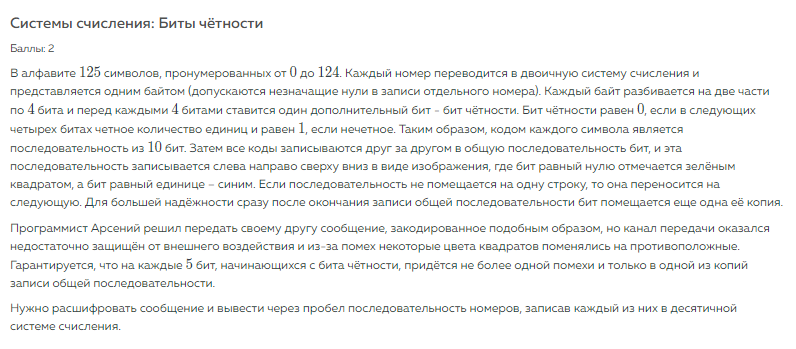 Системы счисления: Биты чётности
Баллы: 2
В алфавите 125 символов, пронумерованных от 0 до 124. Каждый номер переводится в двоичную систему счисления и
представляется одним байтом (допускаются незначащие нули в записи отдельного номера). Каждый байт разбивается на две части
по 4 бита и перед каждыми 4 битами ставится один дополнительный бит - бит чётности. Бит чётности равен 0, если в следующих
четырех битах четное количество единиц и равен 1, если нечетное. Таким образом, кодом каждого символа является
последовательность из 10 бит. Затем все коды записываются друг за другом в общую последовательность бит, и эта
последовательность записывается слева направо сверху вниз в виде изображения, где бит равный нулю отмечается зелёным
квадратом, а бит равный единице – синим. Если последовательность не помещается на одну строку, то она переносится на
следующую. Для большей надёжности сразу после окончания записи общей последовательности бит помещается еще одна её копия.
Программист Арсений решил передать своему другу сообщение, закодированное подобным образом, но канал передачи оказался
недостаточно защищён от внешнего воздействия и из-за помех некоторые цвета квадратов поменялись на противоположные.
Гарантируется, что на каждые 5 бит, начинающихся с бита чётности, придётся не более одной помехи и только в одной из копий
записи общей последовательности.
Нужно расшифровать сообщение и вывести через пробел последовательность номеров, записав каждый из них в десятичной
системе счисления.